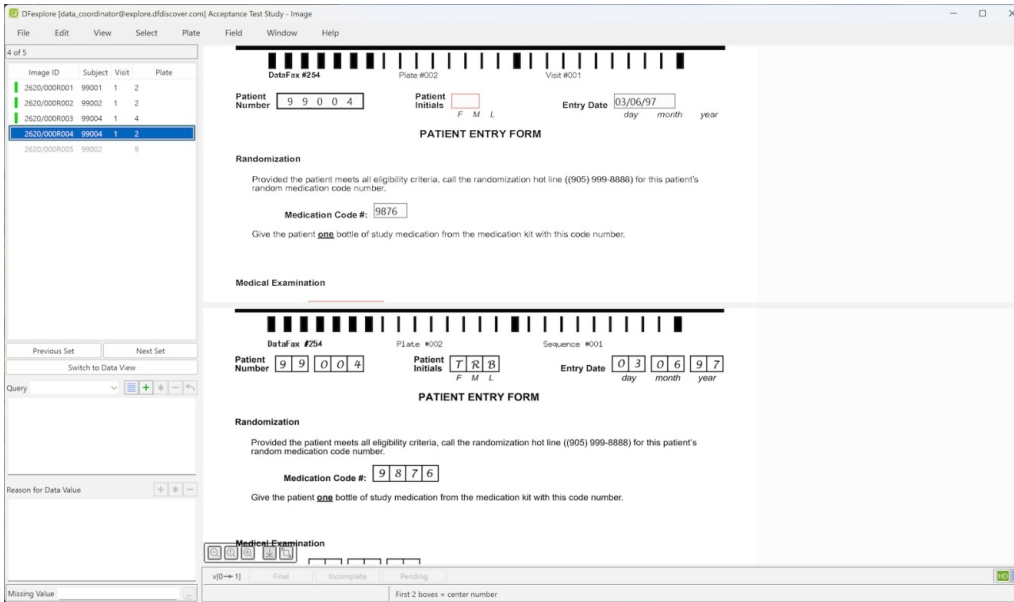 DFexplore [data_coordinator@explore.dfdiscover.com] Acceptance Test Study - Image
File Edit View Select Plate Field Window Help
4 of 5
Image ID Subject Visit Plate
2620/000R001 99001 1 2
2620/000R002 99002 1 2
2620/000R003 99004 1 4
2620/000R004 99004 1 2
2620/000R005 99002 9
Previous Set Next Set
Switch to Data View
Query
Reason for Data Value
Missing Value ...
DataFax #254 Plate #002 Visit #001
Patient Number 9 9 0 0 4 Patient Initials Entry Date 03/06/97
F M L day month year
PATIENT ENTRY FORM
Randomization
Provided the patient meets all eligibility criteria, call the randomization hot line ((905) 999-8888) for this patient's
random medication code number.
Medication Code #: 9876
Give the patient one bottle of study medication from the medication kit with this code number.
Medical Examination
DataFax #254 Plate #002 Sequence #001
Patient Number 9 9 0 0 4 Patient Initials T R B Entry Date 0 3 0 6 9 7
F M L day month year
PATIENT ENTRY FORM
Randomization
Provided the patient meets all eligibility criteria, call the randomization hot line ((905) 999-8888) for this patient's
random medication code number.
Medication Code #: 9 8 7 6
Give the patient one bottle of study medication from the medication kit with this code number.
Medical Examination
v[0→1] Final Incomplete Pending HD
First 2 boxes = center number